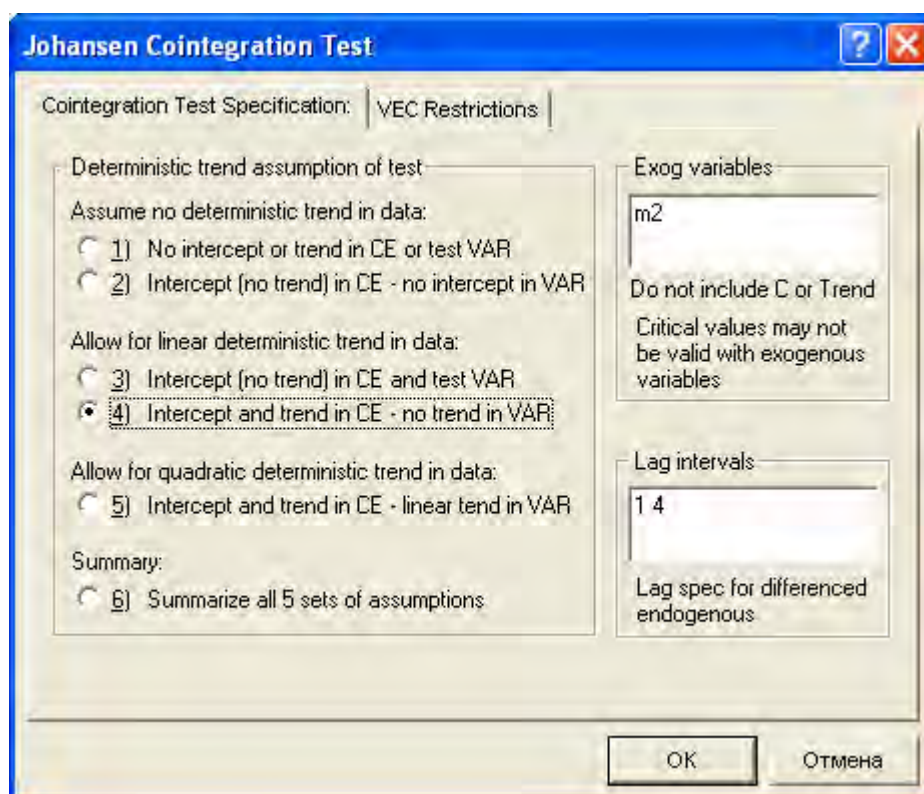 Johansen Cointegration Test
Cointegration Test Specification:
VEC Restrictions
Deterministic trend assumption of test
Assume no deterministic trend in data:
1) No intercept or trend in CE or test VAR
2) Intercept (no trend) in CE - no intercept in VAR
Allow for linear deterministic trend in data:
3) Intercept (no trend) in CE and test VAR
4) Intercept and trend in CE - no trend in VAR
Allow for quadratic deterministic trend in data:
5) Intercept and trend in CE - linear tend in VAR
Summary:
6) Summarize all 5 sets of assumptions
Exog variables
m2
Do not include C or Trend
Critical values may not
be valid with exogenous
variables
Lag intervals
1 4
Lag spec for differenced
endogenous
OK
Отмена